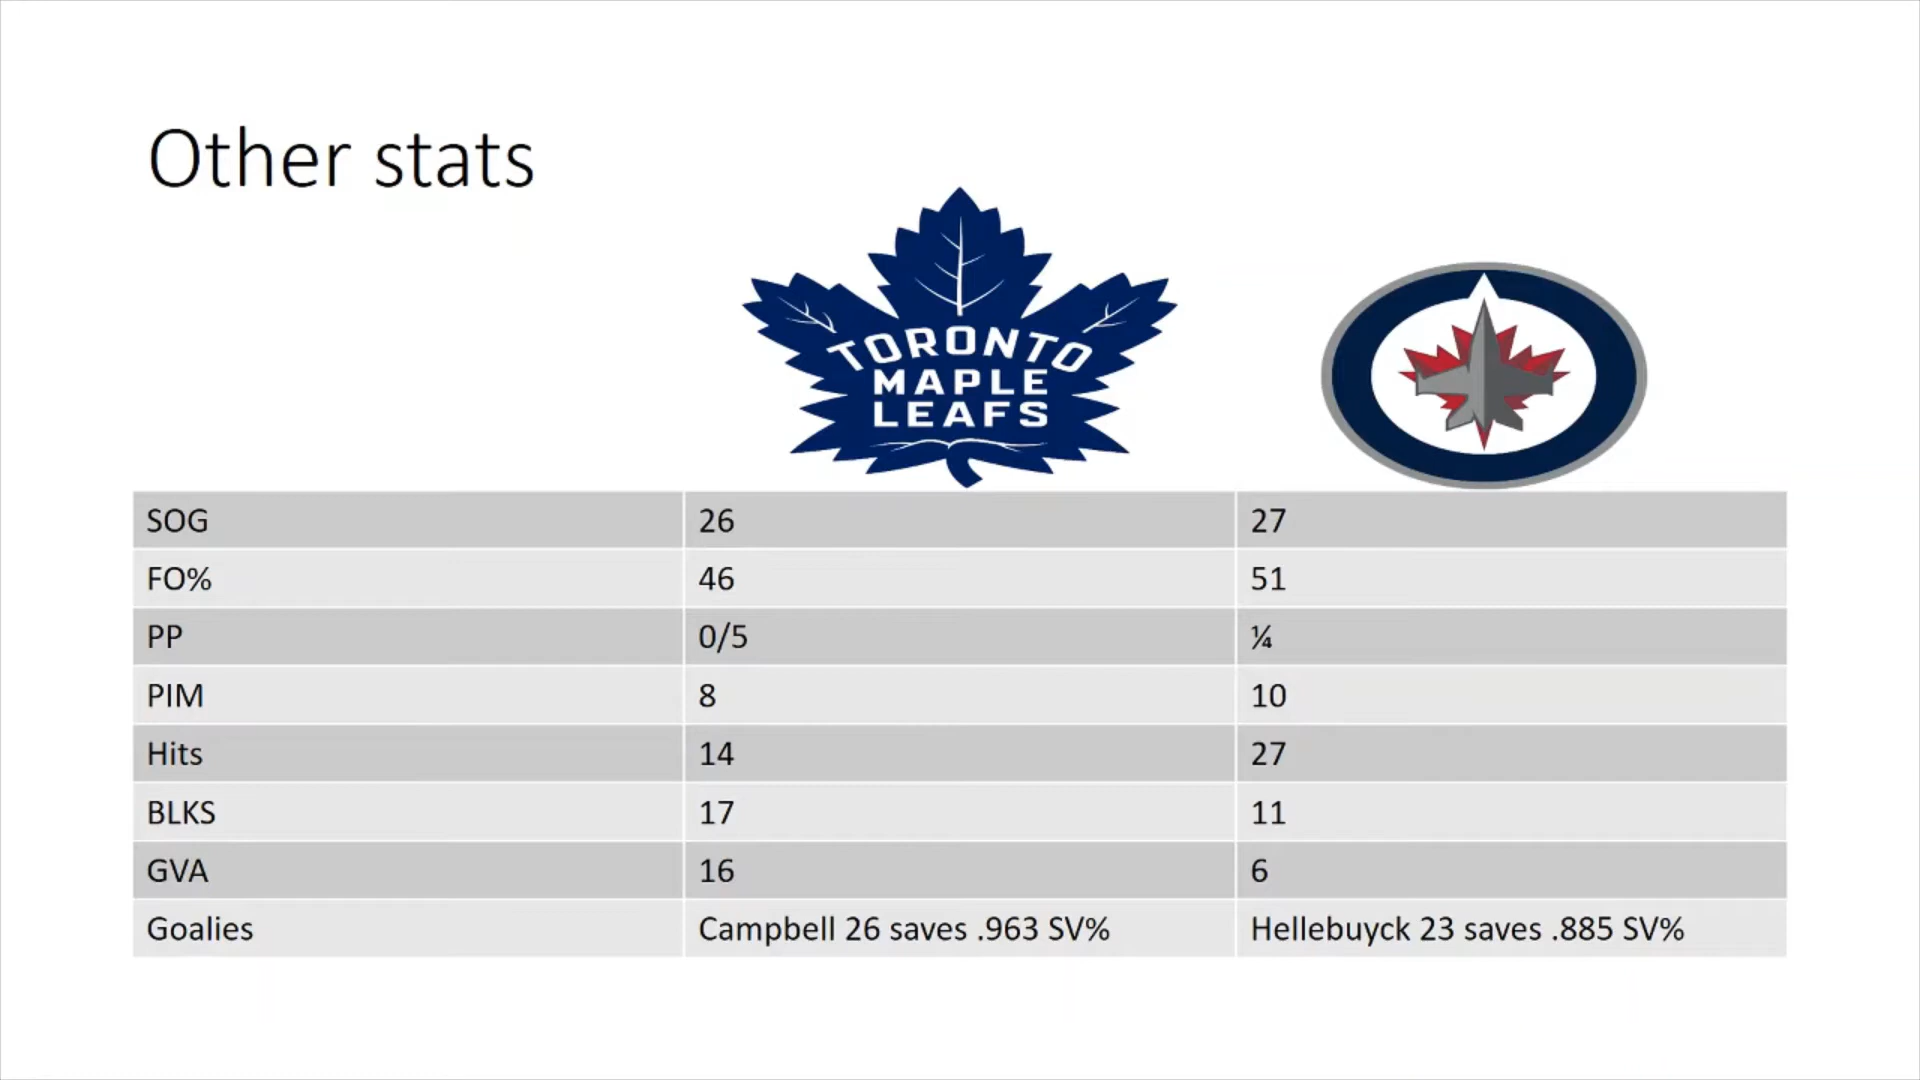 Other stats
TORONTO
MAPLE
LEAFS
SOG 26 27
FO% 46 51
PP 0/5 ¼
PIM 8 10
Hits 14 27
BLKS 17 11
GVA 16 6
Goalies Campbell 26 saves .963 SV% Hellebuyck 23 saves .885 SV%